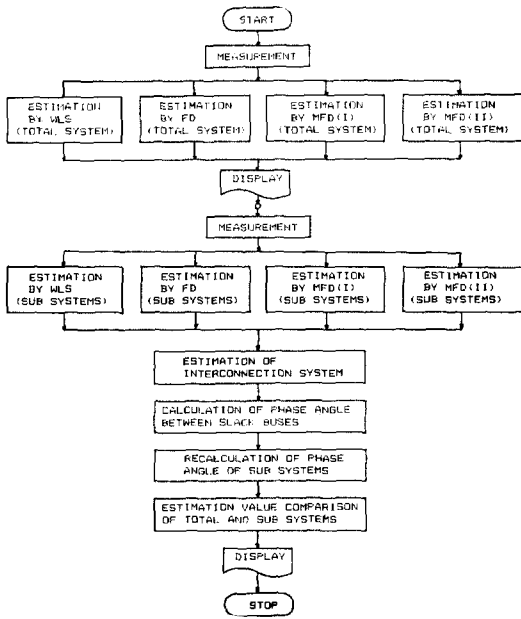 START
MEASUREMENT
ESTIMATION
BY WLS
(TOTAL SYSTEM)
ESTIMATION
BY FD
(TOTAL SYSTEM)
ESTIMATION
BY MFD(I)
(TOTAL SYSTEM)
ESTIMATION
BY MFD(II)
(TOTAL SYSTEM)
DISPLAY
MEASUREMENT
ESTIMATION
BY WLS
(SUB SYSTEMS)
ESTIMATION
BY FD
(SUB SYSTEMS)
ESTIMATION
BY MFD(I)
(SUB SYSTEMS)
ESTIMATION
BY MFD(II)
(SUB SYSTEMS)
ESTIMATION OF
INTERCONNECTION SYSTEM
CALCULATION OF PHASE ANGLE
BETWEEN SLACK BUSES
RECALCULATION OF PHASE
ANGLE OF SUB SYSTEMS
ESTIMATION VALUE COMPARISON
OF TOTAL AND SUB SYSTEMS
DISPLAY
STOP